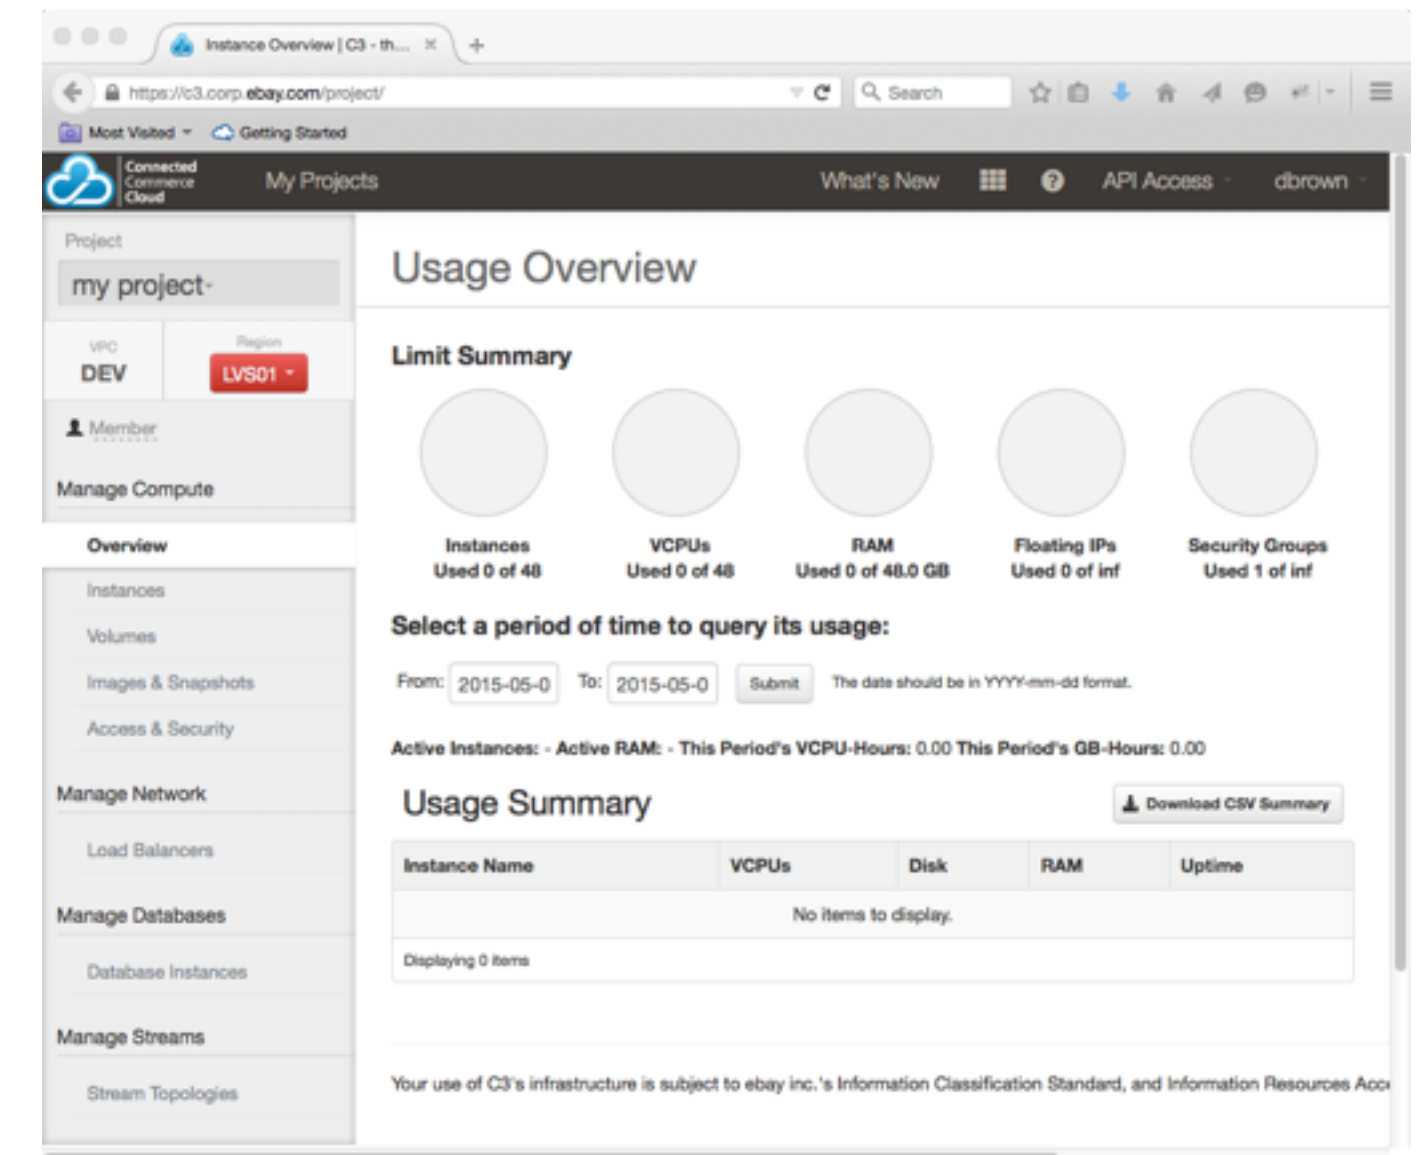 Instance Overview | C3 - th...
https://c3.corp.ebay.com/project/
Search
Most Visited
Getting Started
Connected
Commerce
Cloud
My Projects
What's New
API Access
dbrown
Project
my project
VPC
DEV
Region
LVS01
Member
Manage Compute
Overview
Instances
Volumes
Images & Snapshots
Access & Security
Manage Network
Load Balancers
Manage Databases
Database Instances
Manage Streams
Stream Topologies
Usage Overview
Limit Summary
Instances
Used 0 of 48
VCPUs
Used 0 of 48
RAM
Used 0 of 48.0 GB
Floating IPs
Used 0 of inf
Security Groups
Used 1 of inf
Select a period of time to query its usage:
From: 2015-05-0 To: 2015-05-0 Submit The date should be in YYYY-mm-dd format.
Active Instances: - Active RAM: - This Period's VCPU-Hours: 0.00 This Period's GB-Hours: 0.00
Usage Summary
Download CSV Summary
Instance Name VCPUs Disk RAM Uptime
No items to display.
Displaying 0 items
Your use of C3's infrastructure is subject to ebay inc.'s Information Classification Standard, and Information Resources Acc